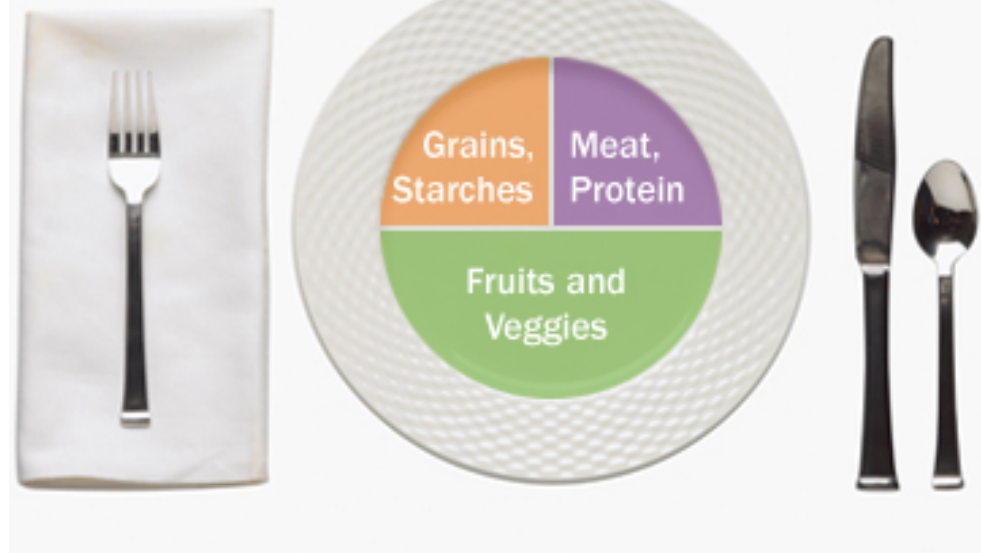 Grains,
Starches
Meat,
Protein
Fruits and
Veggies